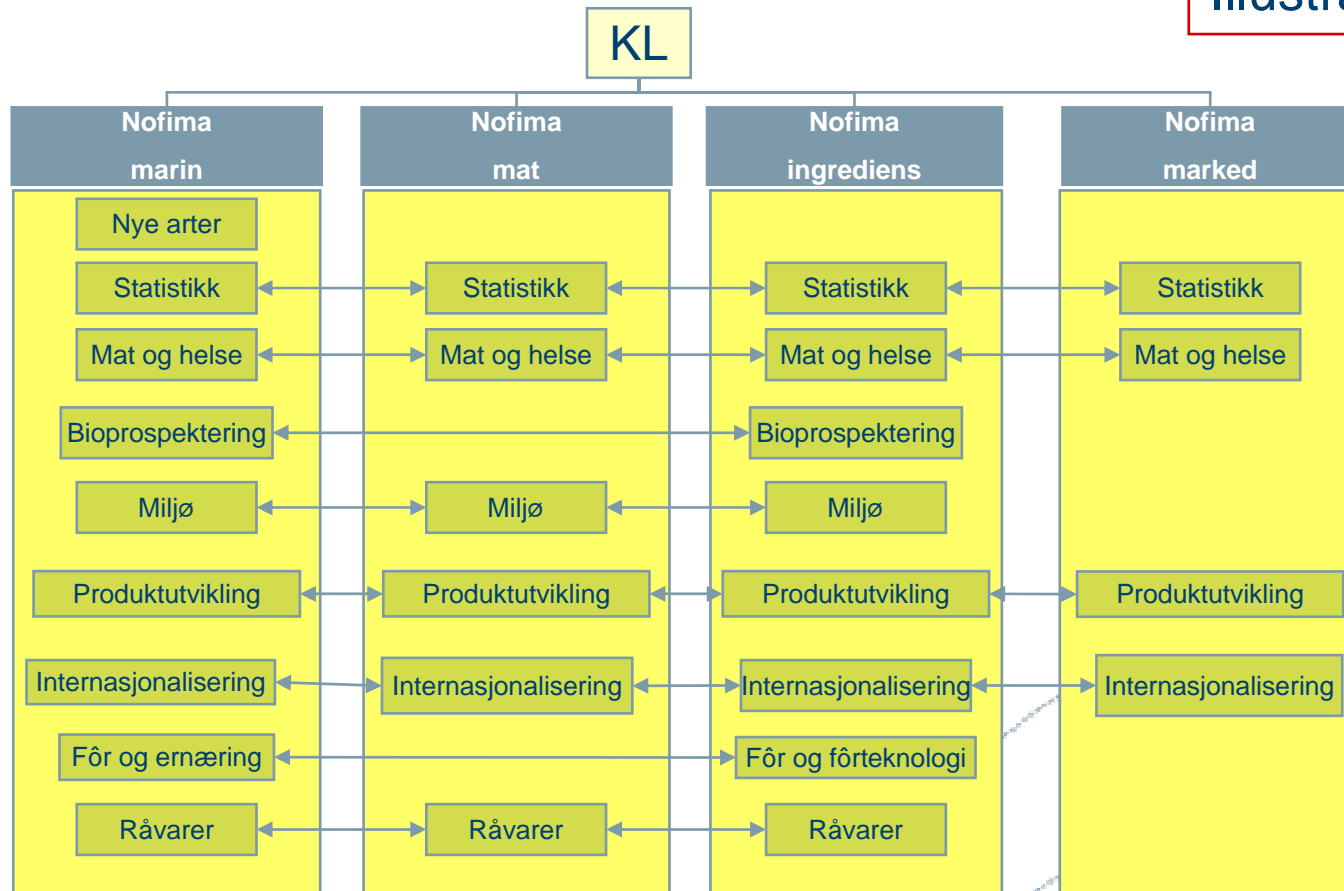 KL
Nofima
marin
Nofima
mat
Nofima
ingrediens
Nofima
marked
Nye arter
Statistikk
Statistikk
Statistikk
Statistikk
Mat og helse
Mat og helse
Mat og helse
Mat og helse
Bioprospektering
Bioprospektering
Miljø
Miljø
Miljø
Produktutvikling
Produktutvikling
Produktutvikling
Produktutvikling
Internasjonalisering
Internasjonalisering
Internasjonalisering
Internasjonalisering
Fôr og ernæring
Fôr og fôrteknologi
Råvarer
Råvarer
Råvarer